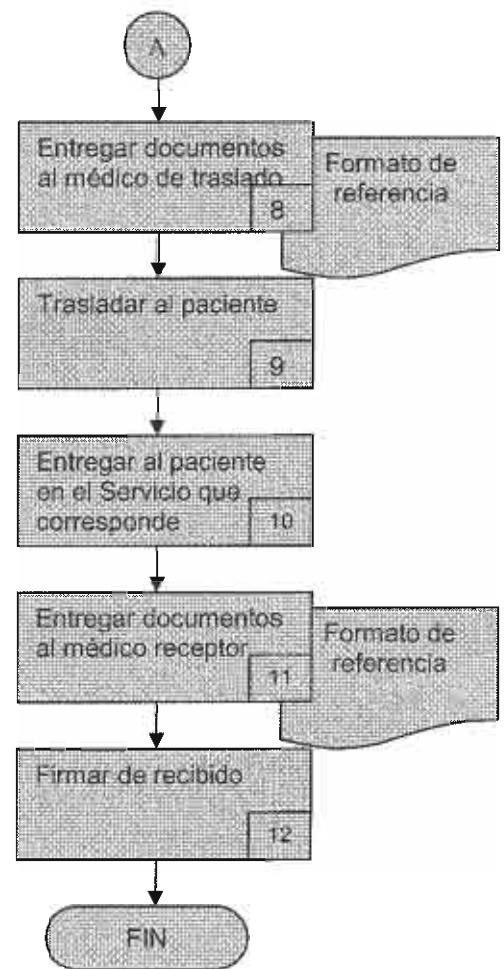 A
Entregar documentos
al médico de traslado
8
Formato de
referencia
Trasladar al paciente
9
Entregar al paciente
en el Servicio que
corresponde
10
Entregar documentos
al médico receptor
11
Formato de
referencia
Firmar de recibido
12
FIN